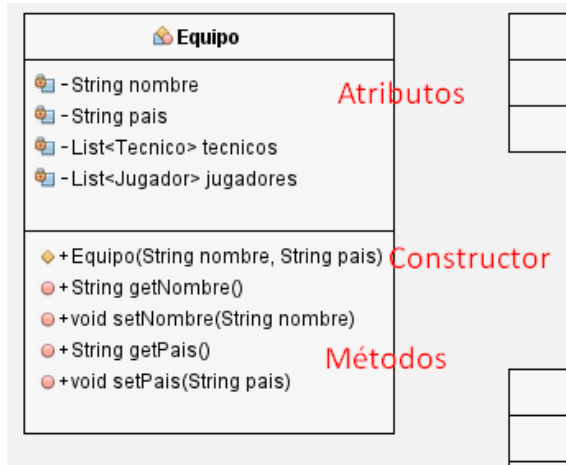 Equipo
- String nombre
- String pais
- List<Tecnico> tecnicos
- List<Jugador> jugadores
Atributos
+ Equipo(String nombre, String pais)
Constructor
+ String getNombre()
+ void setNombre(String nombre)
+ String getPais()
+ void setPais(String pais)
Métodos